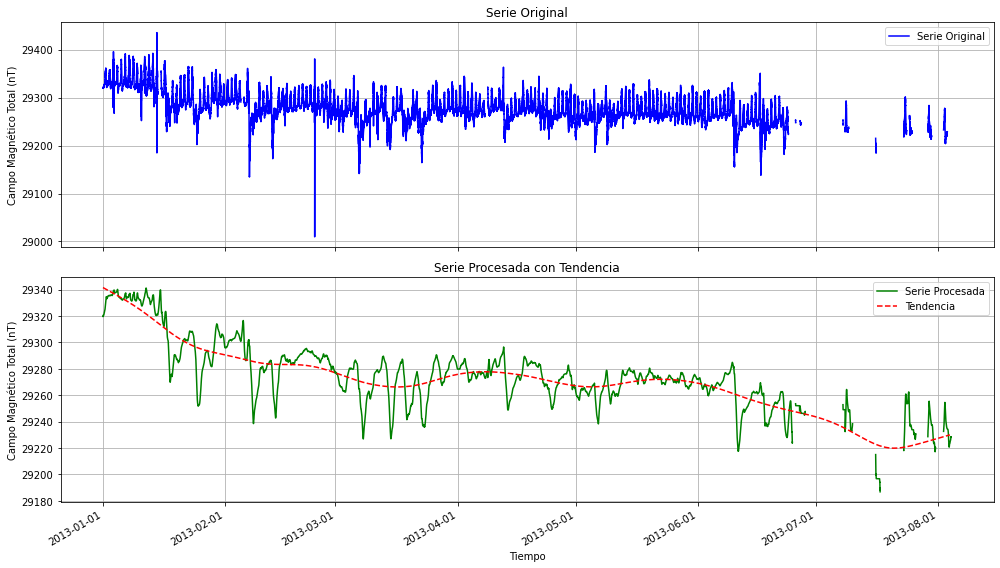 Serie Original
Campo Magnético Total (nT)
29400
29300
29200
29100
29000
Serie Original
Serie Procesada con Tendencia
Campo Magnético Total (nT)
29340
29320
29300
29280
29260
29240
29220
29200
29180
Serie Procesada
Tendencia
2013-01-01
2013-02-01
2013-03-01
2013-04-01
2013-05-01
2013-06-01
2013-07-01
2013-08-01
Tiempo